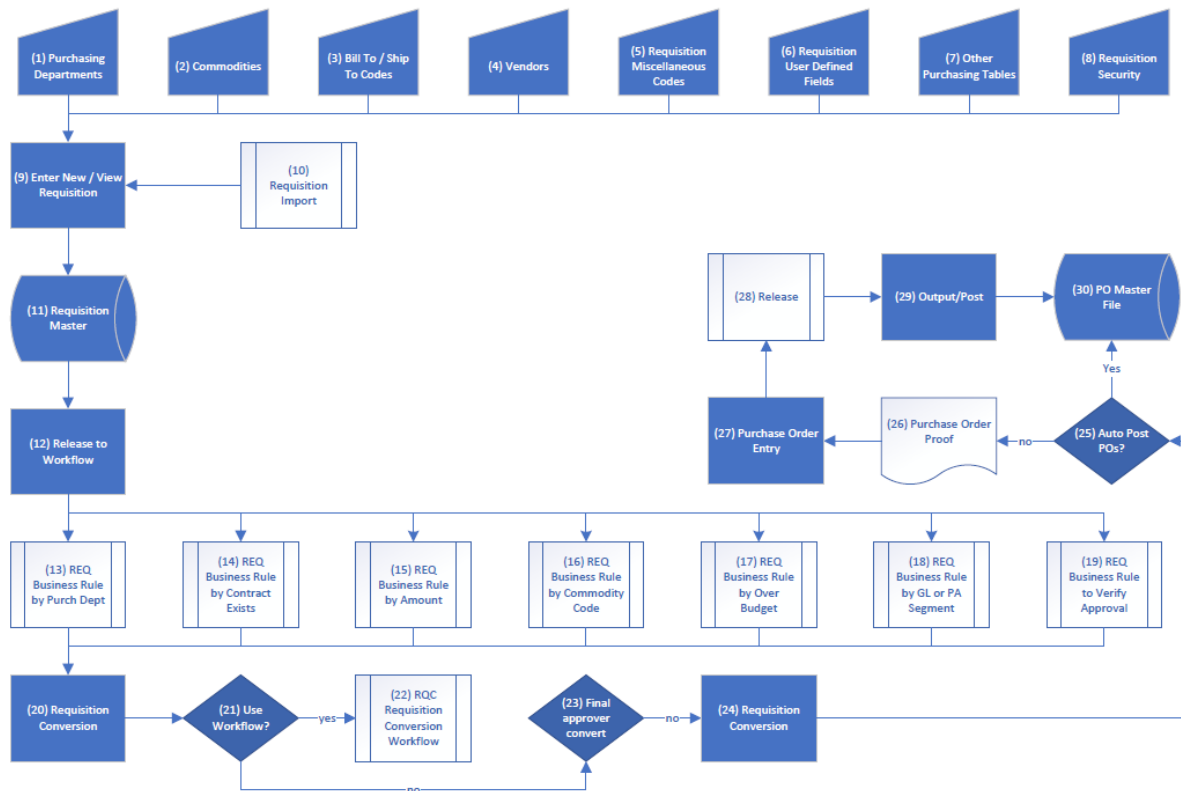 (1) Purchasing
Departments
(2) Commodities
(3) Bill To / Ship
To Codes
(4) Vendors
(5) Requisition
Miscellaneous
Codes
(6) Requisition
User Defined
Fields
(7) Other
Purchasing Tables
(8) Requisition
Security
(9) Enter New / View
Requisition
(10)
Requisition
Import
(11) Requisition
Master
(28) Release
(29) Output/Post
(30) PO Master
File
Yes
(12) Release to
Workflow
(27) Purchase Order
Entry
(26) Purchase Order
Proof
no
(25) Auto Post
POs?
(13) REQ
Business Rule
by Purch Dept
(14) REQ
Business Rule
by Contract
Exists
(15) REQ
Business Rule
by Amount
(16) REQ
Business Rule
by Commodity
Code
(17) REQ
Business Rule
by Over
Budget
(18) REQ
Business Rule
by GL or PA
Segment
(19) REQ
Business Rule
to Verify
Approval
(20) Requisition
Conversion
(21) Use
Workflow?
yes
(22) RQC
Requisition
Conversion
Workflow
(23) Final
approver
convert
no
(24) Requisition
Conversion
no